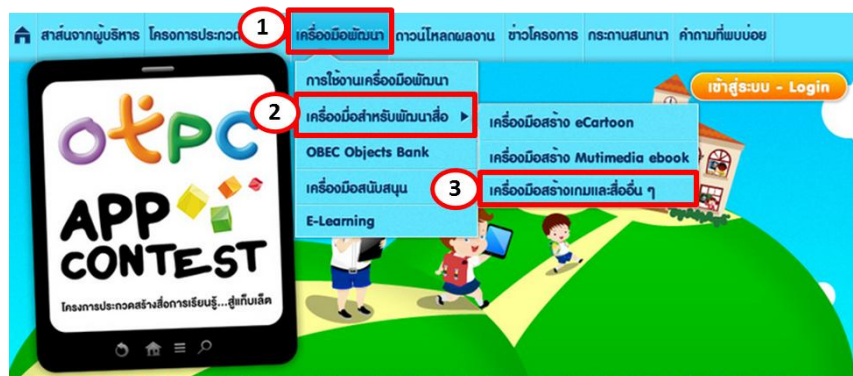 สาส์นจากผู้บริหาร โครงการประกวด 1 เครื่องมือพัฒนา ดาวน์โหลดผลงาน ข่าวโครงการ กระดานสนทนา คำถามที่พบบ่อย
การใช้งานเครื่องมือพัฒนา
เข้าสู่ระบบ - Login
2 เครื่องมือสำหรับพัฒนาสื่อ
เครื่องมือสร้าง eCartoon
OBEC Objects Bank
เครื่องมือสร้าง Mutimedia ebook
เครื่องมือสนับสนุน
3 เครื่องมือสร้างเกมและสื่ออื่น ๆ
E-Learning
otpc
APP
CONTEST
โครงการประกวดสร้างสื่อการเรียนรู้...สู่แท็บเล็ต